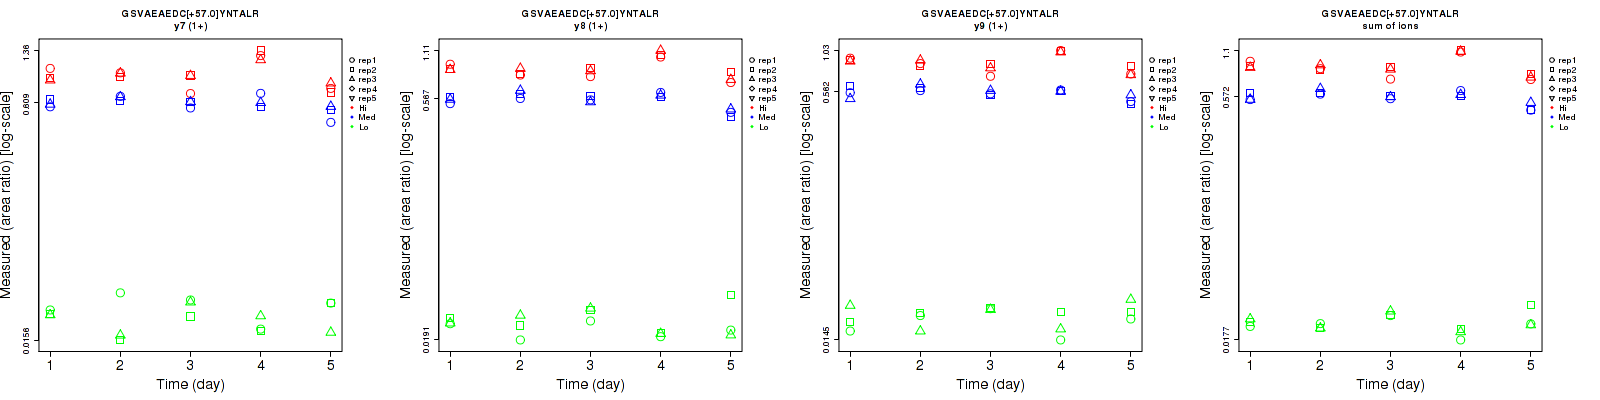 GSVAEAEDC[+57.0]YNTALR
y7 (1+)
Measured (area ratio) [log-scale]
1.36
0.609
0.0156
1 2 3 4 5
Time (day)
rep1
rep2
rep3
rep4
rep5
Hi
Med
Lo
GSVAEAEDC[+57.0]YNTALR
y8 (1+)
Measured (area ratio) [log-scale]
1.11
0.567
0.0191
1 2 3 4 5
Time (day)
rep1
rep2
rep3
rep4
rep5
Hi
Med
Lo
GSVAEAEDC[+57.0]YNTALR
y9 (1+)
Measured (area ratio) [log-scale]
1.03
0.582
0.0145
1 2 3 4 5
Time (day)
rep1
rep2
rep3
rep4
rep5
Hi
Med
Lo
GSVAEAEDC[+57.0]YNTALR
sum of ions
Measured (area ratio) [log-scale]
1.1
0.572
0.0177
1 2 3 4 5
Time (day)
rep1
rep2
rep3
rep4
rep5
Hi
Med
Lo